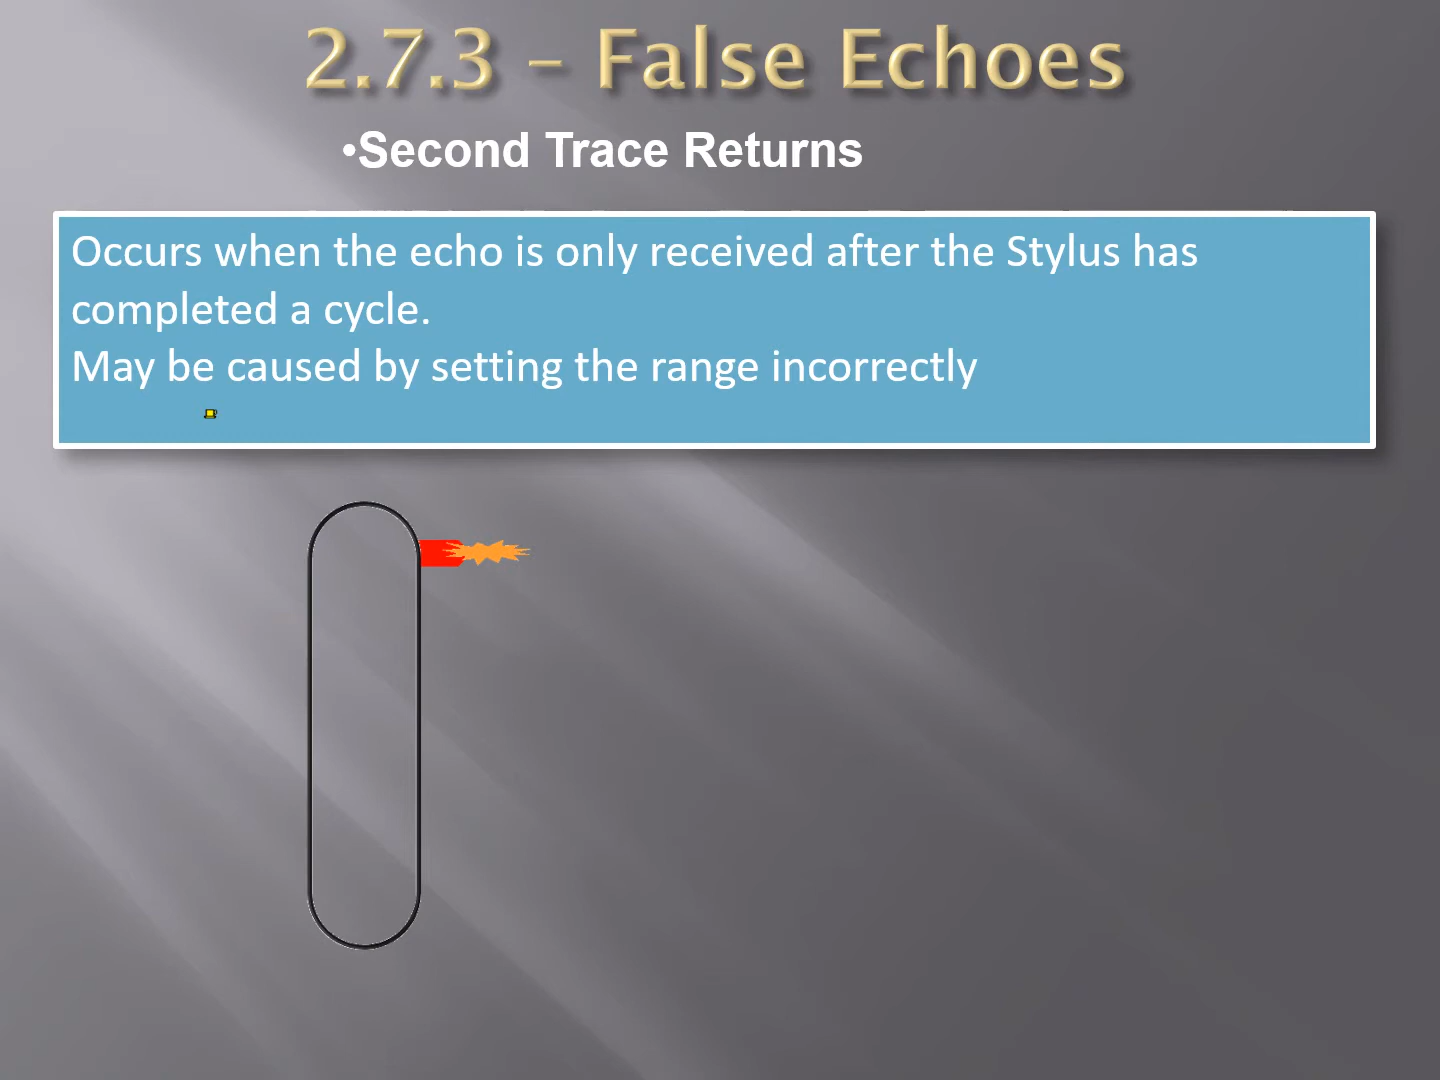 2.7.3 – False Echoes
•Second Trace Returns
Occurs when the echo is only received after the Stylus has
completed a cycle.
May be caused by setting the range incorrectly